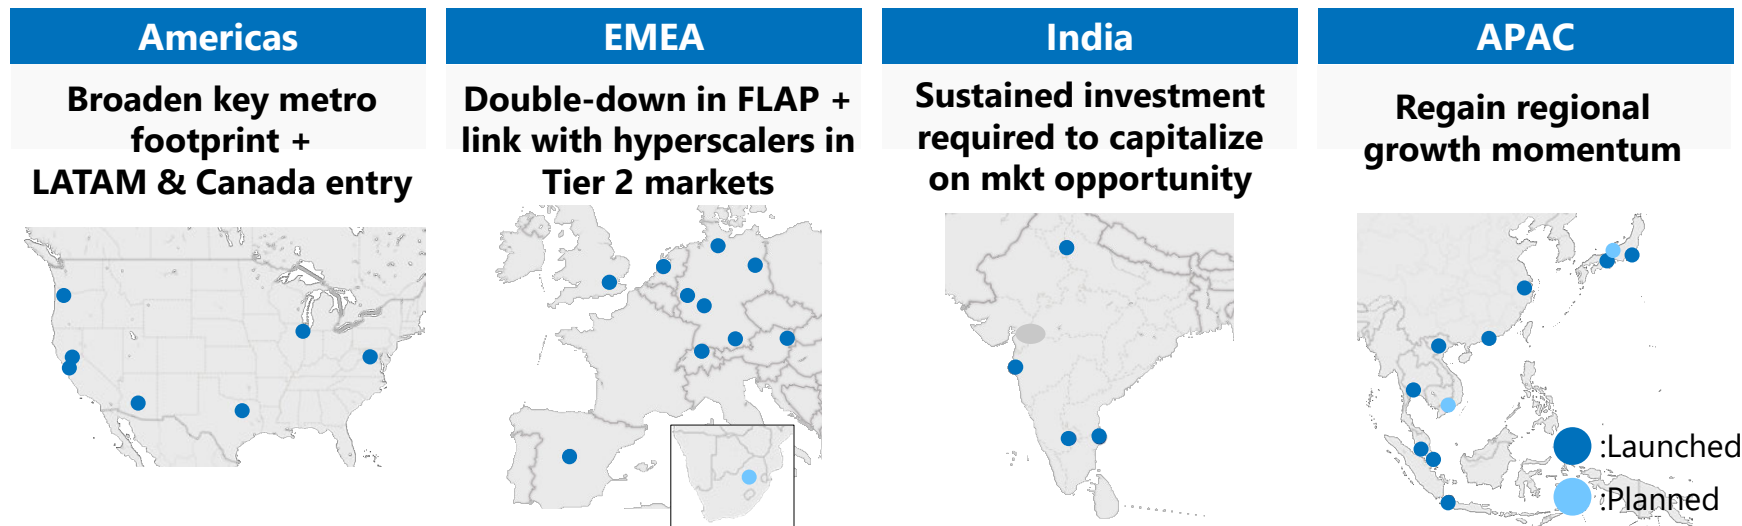 Americas
Broaden key metro
footprint +
LATAM & Canada entry
EMEA
Double-down in FLAP +
link with hyperscalers in
Tier 2 markets
India
Sustained investment
required to capitalize
on mkt opportunity
APAC
Regain regional
growth momentum
:Launched
:Planned